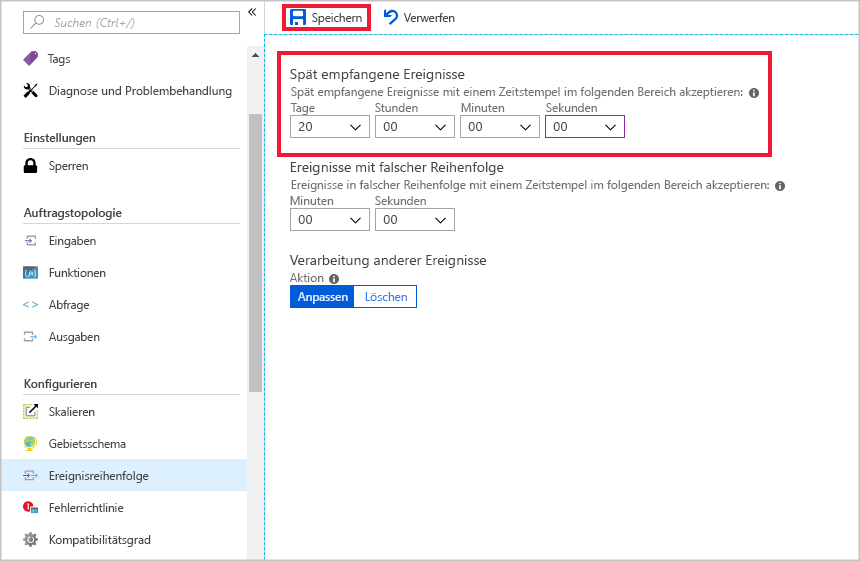 Suchen (Ctrl+/)
«
Tags
Diagnose und Problembehandlung
Einstellungen
Sperren
Auftragstopologie
Eingaben
Funktionen
Abfrage
Ausgaben
Konfigurieren
Skalieren
Gebietsschema
Ereignisreihenfolge
Fehlerrichtlinie
Kompatibilitätsgrad
Speichern Verwerfen
Spät empfangene Ereignisse
Spät empfangene Ereignisse mit einem Zeitstempel im folgenden Bereich akzeptieren:
Tage Stunden Minuten Sekunden
20 00 00 00
Ereignisse mit falscher Reihenfolge
Ereignisse in falscher Reihenfolge mit einem Zeitstempel im folgenden Bereich akzeptieren:
Minuten Sekunden
00 00
Verarbeitung anderer Ereignisse
Aktion
Anpassen Löschen